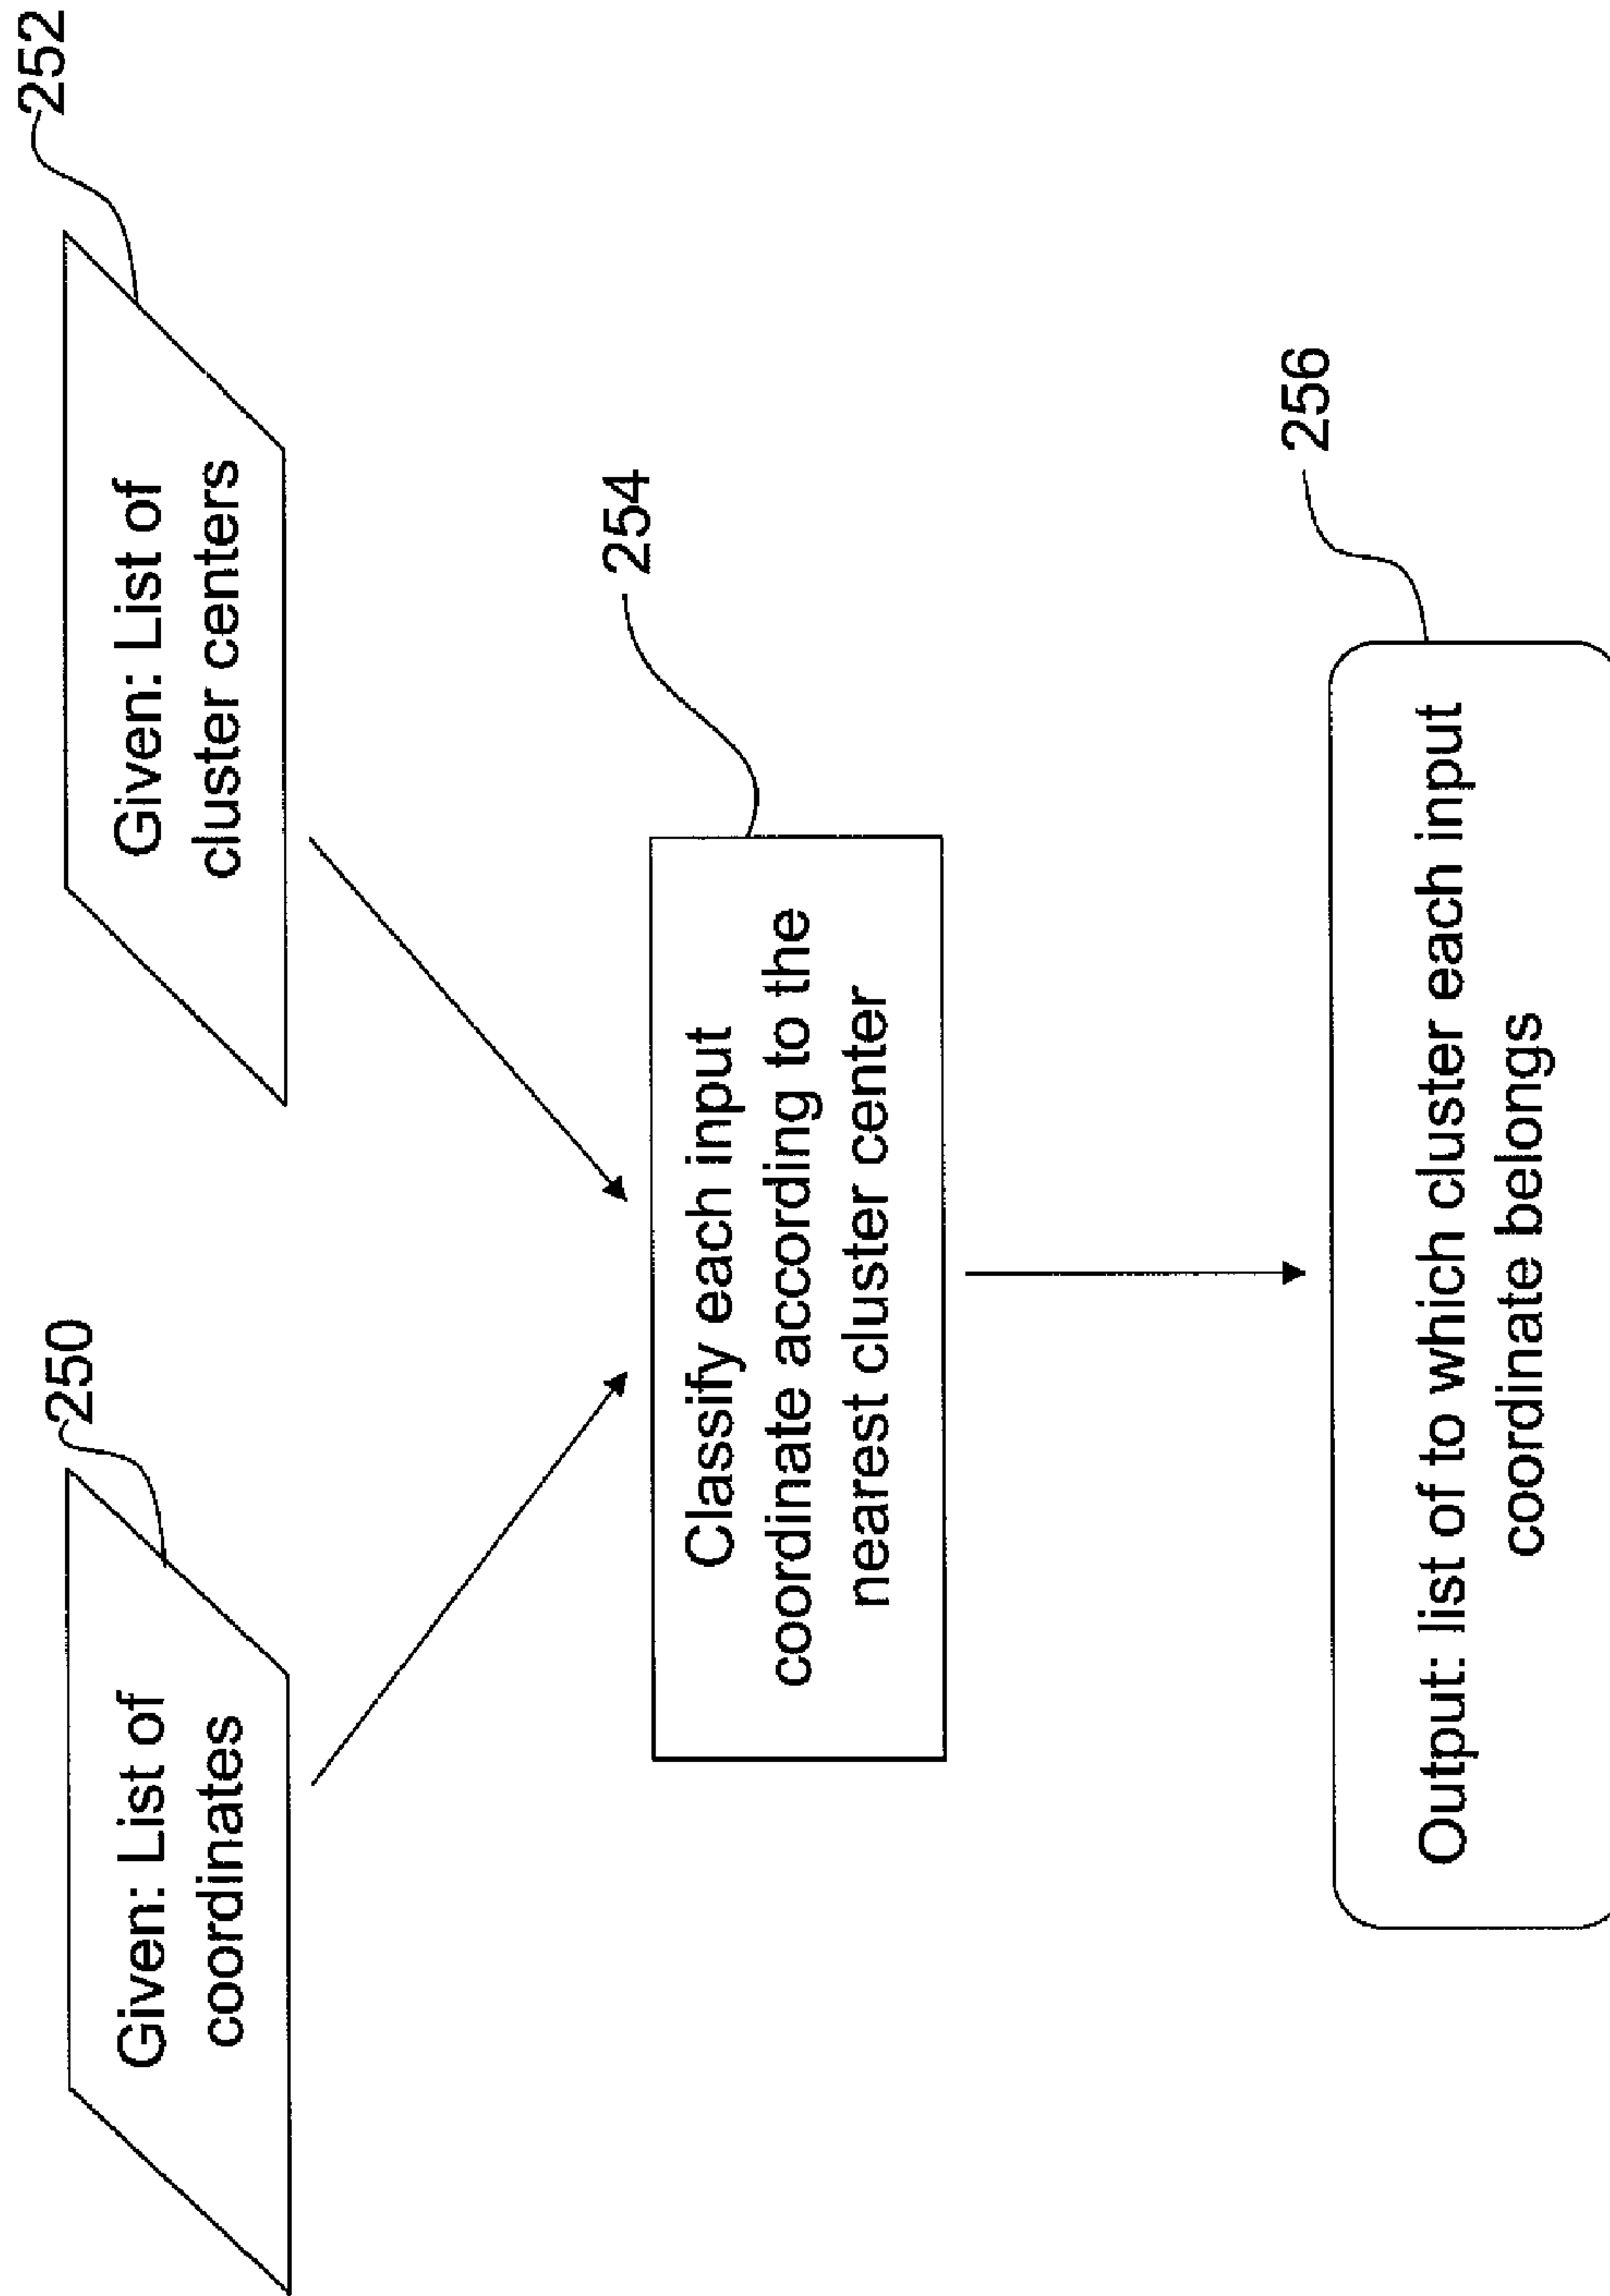 250
Given: List of
coordinates
252
Given: List of
cluster centers
254
Classify each input
coordinate according to the
nearest cluster center
256
Output: list of to which cluster each input
coordinate belongs